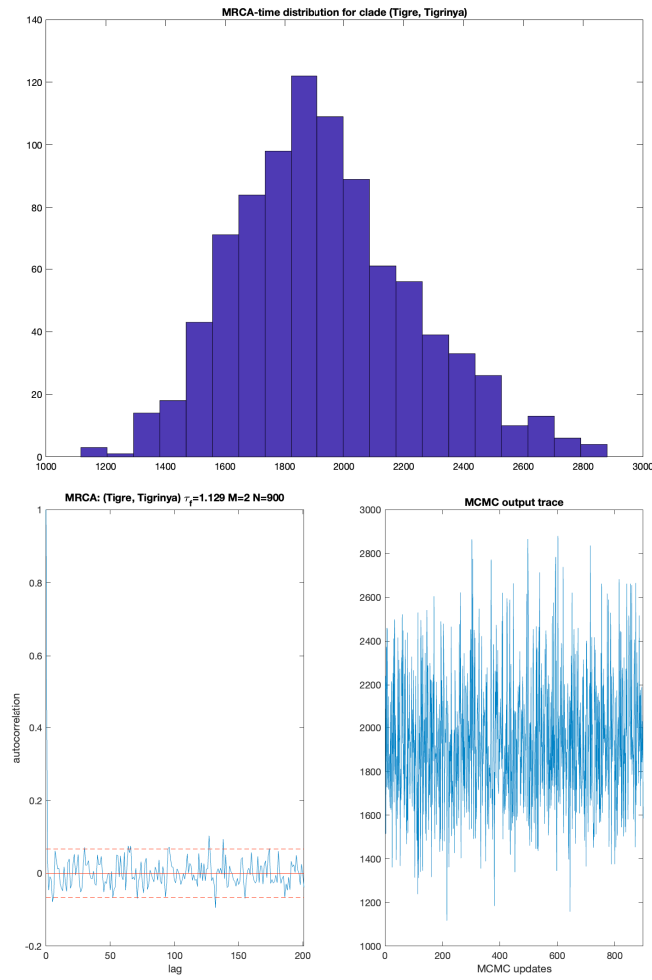 MRCA-time distribution for clade (Tigre, Tigrinya)
140
120
100
80
60
40
20
0
1000 1200 1400 1600 1800 2000 2200 2400 2600 2800 3000
MRCA: (Tigre, Tigrinya) τf=1.129 M=2 N=900
1
0.8
0.6
0.4
0.2
0
-0.2
autocorrelation
0 50 100 150 200
lag
MCMC output trace
3000
2800
2600
2400
2200
2000
1800
1600
1400
1200
1000
0 200 400 600 800
MCMC updates